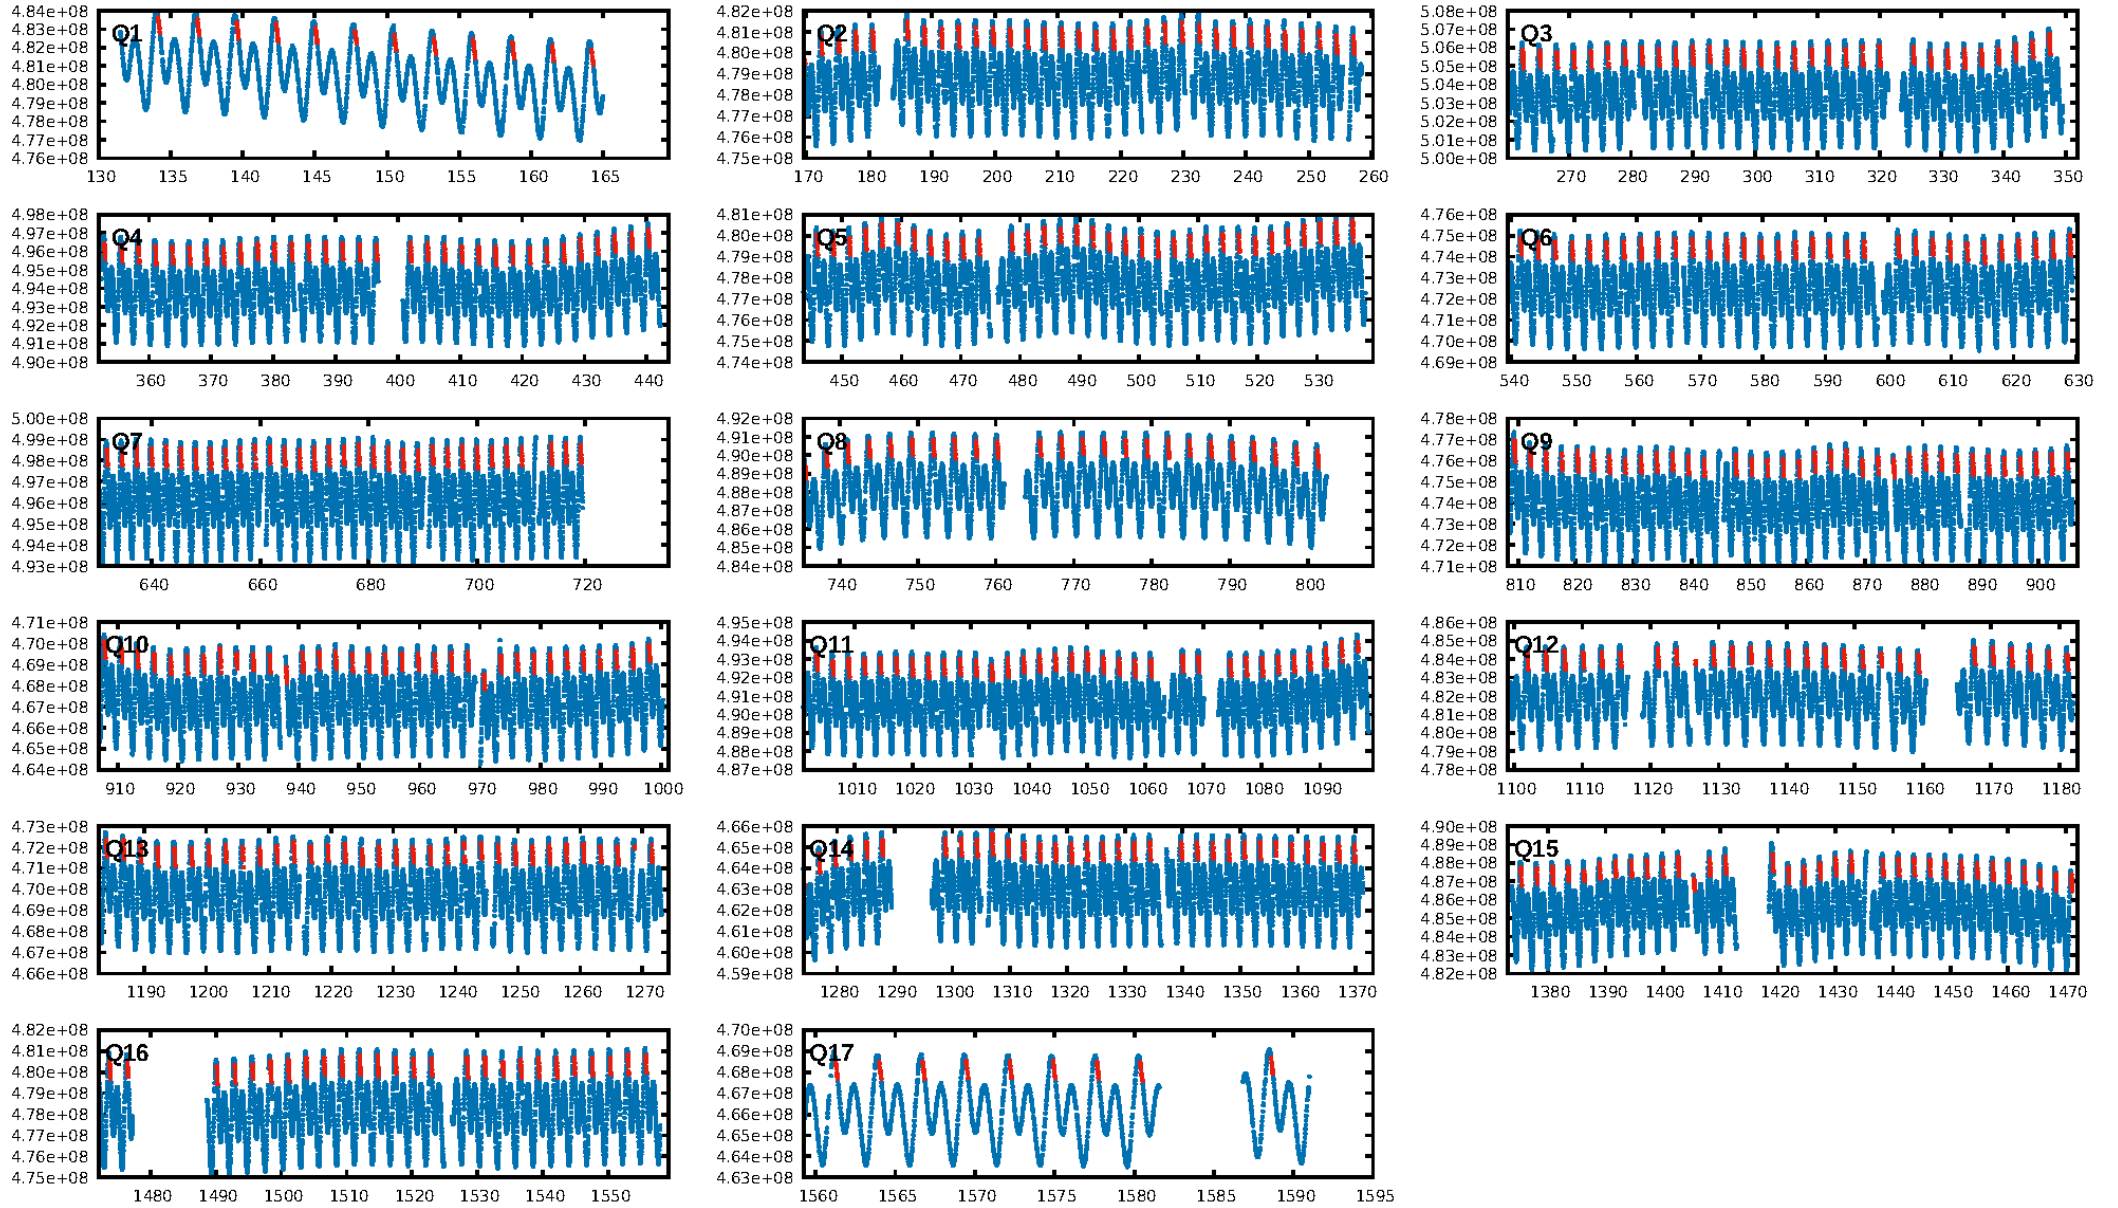 4.84e+08 4.83e+08 4.82e+08 4.81e+08 4.80e+08 4.79e+08 4.78e+08 4.77e+08 4.76e+08
Q1
130 135 140 145 150 155 160 165
4.82e+08 4.81e+08 4.80e+08 4.79e+08 4.78e+08 4.77e+08 4.76e+08 4.75e+08
Q2
170 180 190 200 210 220 230 240 250 260
5.08e+08 5.07e+08 5.06e+08 5.05e+08 5.04e+08 5.03e+08 5.02e+08 5.01e+08 5.00e+08
Q3
270 280 290 300 310 320 330 340 350
4.98e+08 4.97e+08 4.96e+08 4.95e+08 4.94e+08 4.93e+08 4.92e+08 4.91e+08 4.90e+08
Q4
360 370 380 390 400 410 420 430 440
4.81e+08 4.80e+08 4.79e+08 4.78e+08 4.77e+08 4.76e+08 4.75e+08 4.74e+08
Q5
450 460 470 480 490 500 510 520 530
4.76e+08 4.75e+08 4.74e+08 4.73e+08 4.72e+08 4.71e+08 4.70e+08 4.69e+08
Q6
540 550 560 570 580 590 600 610 620 630
5.00e+08 4.99e+08 4.98e+08 4.97e+08 4.96e+08 4.95e+08 4.94e+08 4.93e+08
Q7
640 660 680 700 720
4.92e+08 4.91e+08 4.90e+08 4.89e+08 4.88e+08 4.87e+08 4.86e+08 4.85e+08 4.84e+08
Q8
740 750 760 770 780 790 800
4.78e+08 4.77e+08 4.76e+08 4.75e+08 4.74e+08 4.73e+08 4.72e+08 4.71e+08
Q9
810 820 830 840 850 860 870 880 890 900
4.71e+08 4.70e+08 4.69e+08 4.68e+08 4.67e+08 4.66e+08 4.65e+08 4.64e+08
Q10
910 920 930 940 950 960 970 980 990 1000
4.95e+08 4.94e+08 4.93e+08 4.92e+08 4.91e+08 4.90e+08 4.89e+08 4.88e+08 4.87e+08
Q11
1010 1020 1030 1040 1050 1060 1070 1080 1090
4.86e+08 4.85e+08 4.84e+08 4.83e+08 4.82e+08 4.81e+08 4.80e+08 4.79e+08 4.78e+08
Q12
1100 1110 1120 1130 1140 1150 1160 1170 1180
4.73e+08 4.72e+08 4.71e+08 4.70e+08 4.69e+08 4.68e+08 4.67e+08 4.66e+08
Q13
1190 1200 1210 1220 1230 1240 1250 1260 1270
4.66e+08 4.65e+08 4.64e+08 4.63e+08 4.62e+08 4.61e+08 4.60e+08 4.59e+08
Q14
1280 1290 1300 1310 1320 1330 1340 1350 1360 1370
4.90e+08 4.89e+08 4.88e+08 4.87e+08 4.86e+08 4.85e+08 4.84e+08 4.83e+08 4.82e+08
Q15
1380 1390 1400 1410 1420 1430 1440 1450 1460 1470
4.82e+08 4.81e+08 4.80e+08 4.79e+08 4.78e+08 4.77e+08 4.76e+08 4.75e+08
Q16
1480 1490 1500 1510 1520 1530 1540 1550
4.70e+08 4.69e+08 4.68e+08 4.67e+08 4.66e+08 4.65e+08 4.64e+08 4.63e+08
Q17
1560 1565 1570 1575 1580 1585 1590 1595